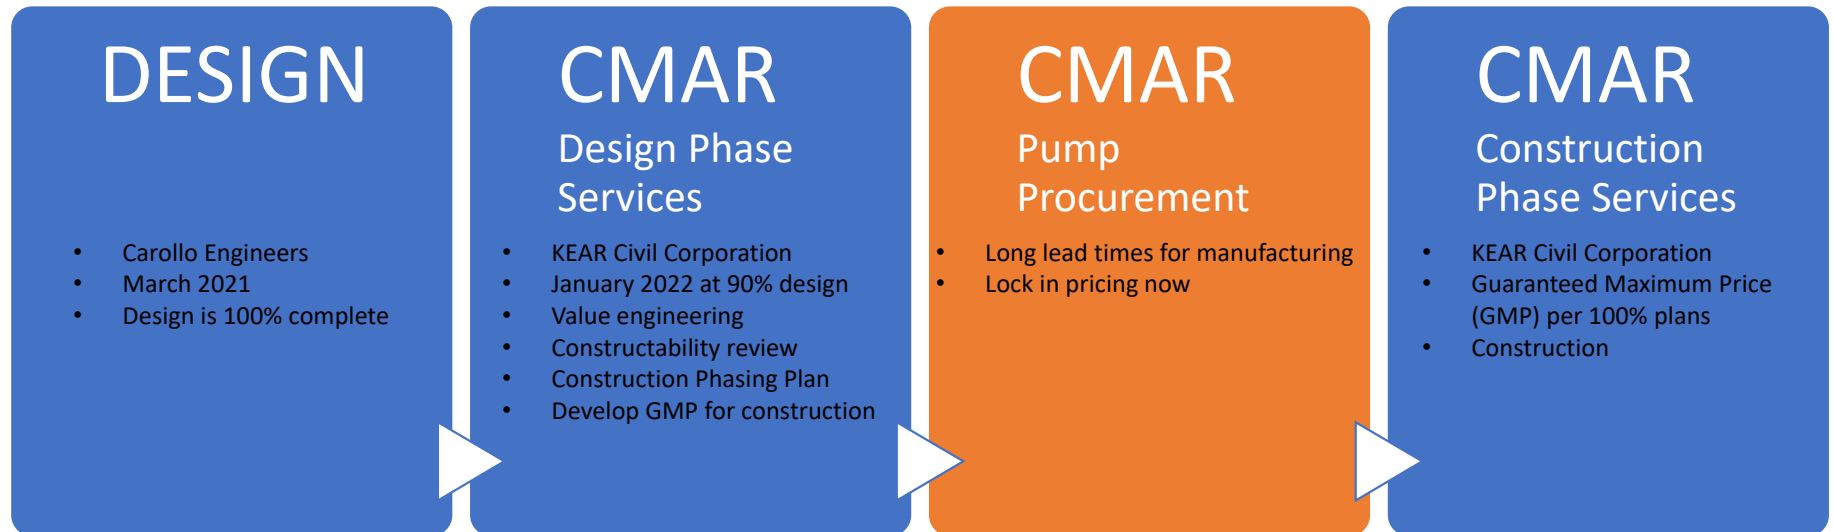 DESIGN
• Carollo Engineers
• March 2021
• Design is 100% complete
CMAR
Design Phase
Services
• KEAR Civil Corporation
• January 2022 at 90% design
• Value engineering
• Constructability review
• Construction Phasing Plan
• Develop GMP for construction
CMAR
Pump
Procurement
• Long lead times for manufacturing
• Lock in pricing now
CMAR
Construction
Phase Services
• KEAR Civil Corporation
• Guaranteed Maximum Price
(GMP) per 100% plans
• Construction